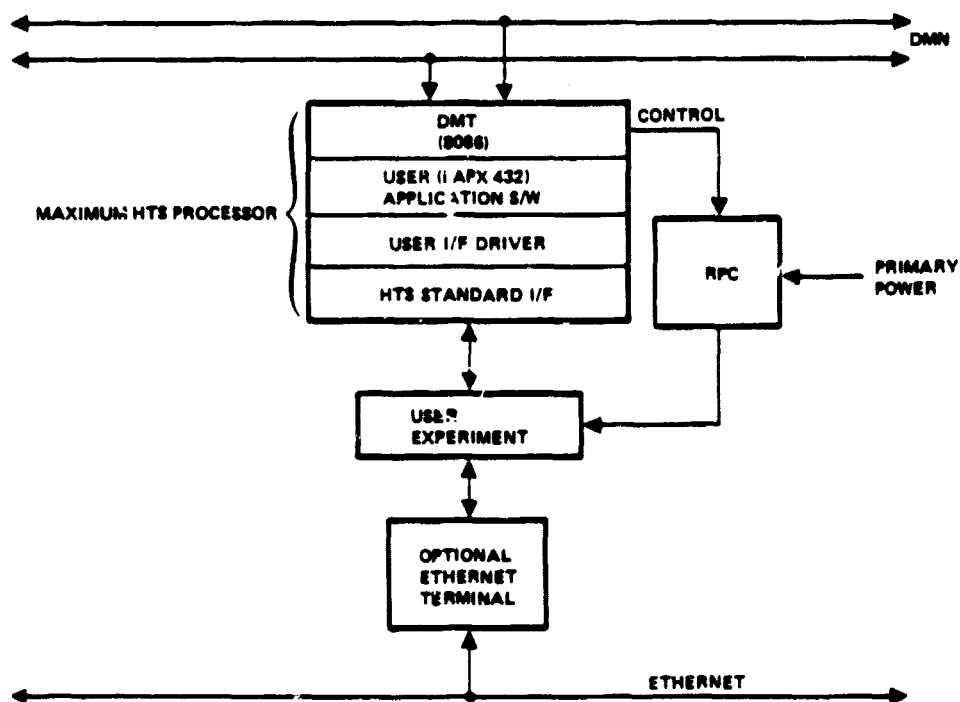 DMN
DMT
(8086)
CONTROL
USER (i APX 432)
APPLICATION S/W
MAXIMUM HTS PROCESSOR
USER I/F DRIVER
HTS STANDARD I/F
RPC
PRIMARY
POWER
USER
EXPERIMENT
OPTIONAL
ETHERNET
TERMINAL
ETHERNET